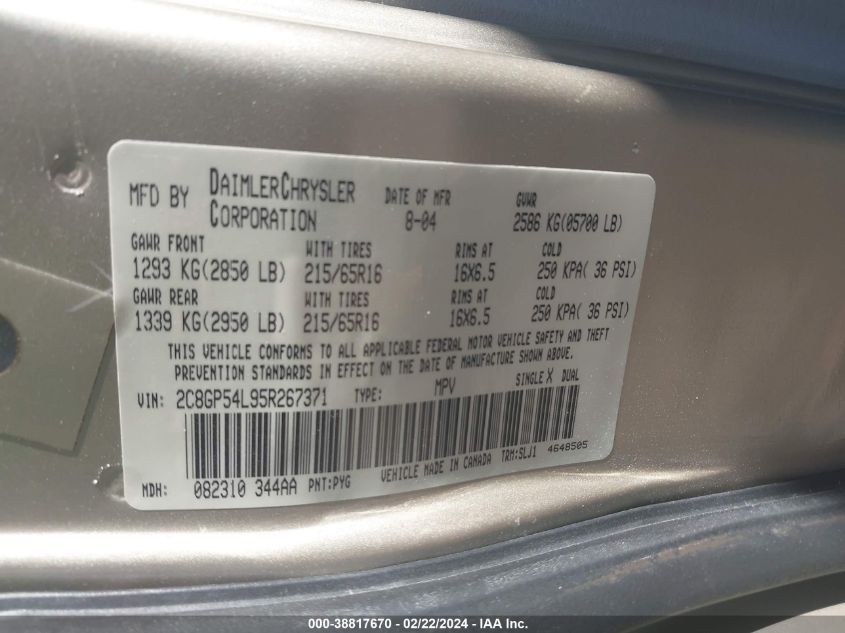 MFD BY DAIMLERCHRYSLER CORPORATION DATE OF MFR 8-04 GVWR 2586 KG(05700 LB)
GAWR FRONT WITH TIRES RIMS AT COLD
1293 KG(2850 LB) 215/65R16 16X6.5 250 KPA( 36 PSI)
GAWR REAR WITH TIRES RIMS AT COLD
1339 KG(2950 LB) 215/65R16 16X6.5 250 KPA( 36 PSI)
THIS VEHICLE CONFORMS TO ALL APPLICABLE FEDERAL MOTOR VEHICLE SAFETY AND THEFT
PREVENTION STANDARDS IN EFFECT ON THE DATE OF MANUFACTURE SHOWN ABOVE.
VIN: 2C8GP54L95R267371 TYPE: MPV SINGLE X DUAL
MDH: 082310 344AA PNT:PYG VEHICLE MADE IN CANADA TRM:SLJ1 4648505
000-38817670 - 02/22/2024 - IAA Inc.